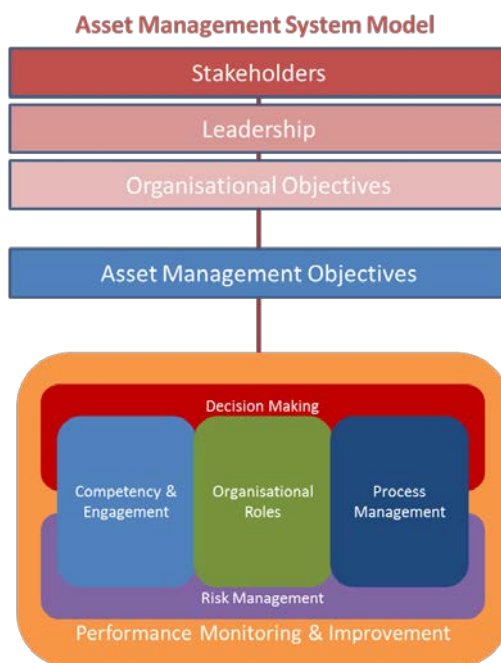 Asset Management System Model
Stakeholders
Leadership
Organisational Objectives
Asset Management Objectives
Decision Making
Competency &
Engagement
Organisational
Roles
Process
Management
Risk Management
Performance Monitoring & Improvement